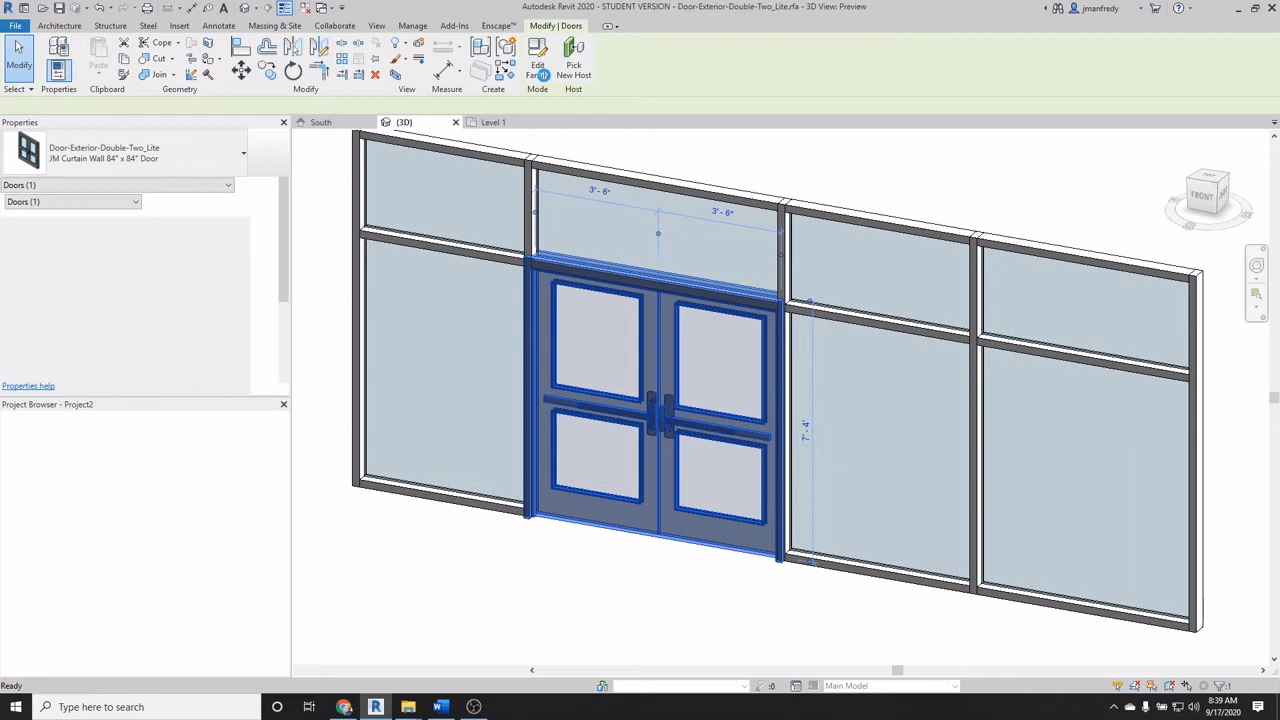 Autodesk Revit 2020 - STUDENT VERSION - Door-Exterior-Double-Two_Lite.rfa - 3D View: Preview
jmanfredy
File
Architecture
Structure
Steel
Insert
Annotate
Analyze
Massing & Site
Collaborate
View
Manage
Add-Ins
Enscape™
Modify | Doors
Modify
Paste
Cope
Cut
Join
Edit
Family
Pick
New Host
Select
Properties
Clipboard
Geometry
Modify
View
Measure
Create
Mode
Host
Properties
Door-Exterior-Double-Two_Lite
JM Curtain Wall 84" x 84" Door
Doors (1)
Doors (1)
Properties help
Project Browser - Project2
South
{3D}
Level 1
3' - 6"
3' - 6"
7' - 4"
TOP
FRONT
Ready
:0
Main Model
:1
Type here to search
8:39 AM
9/17/2020